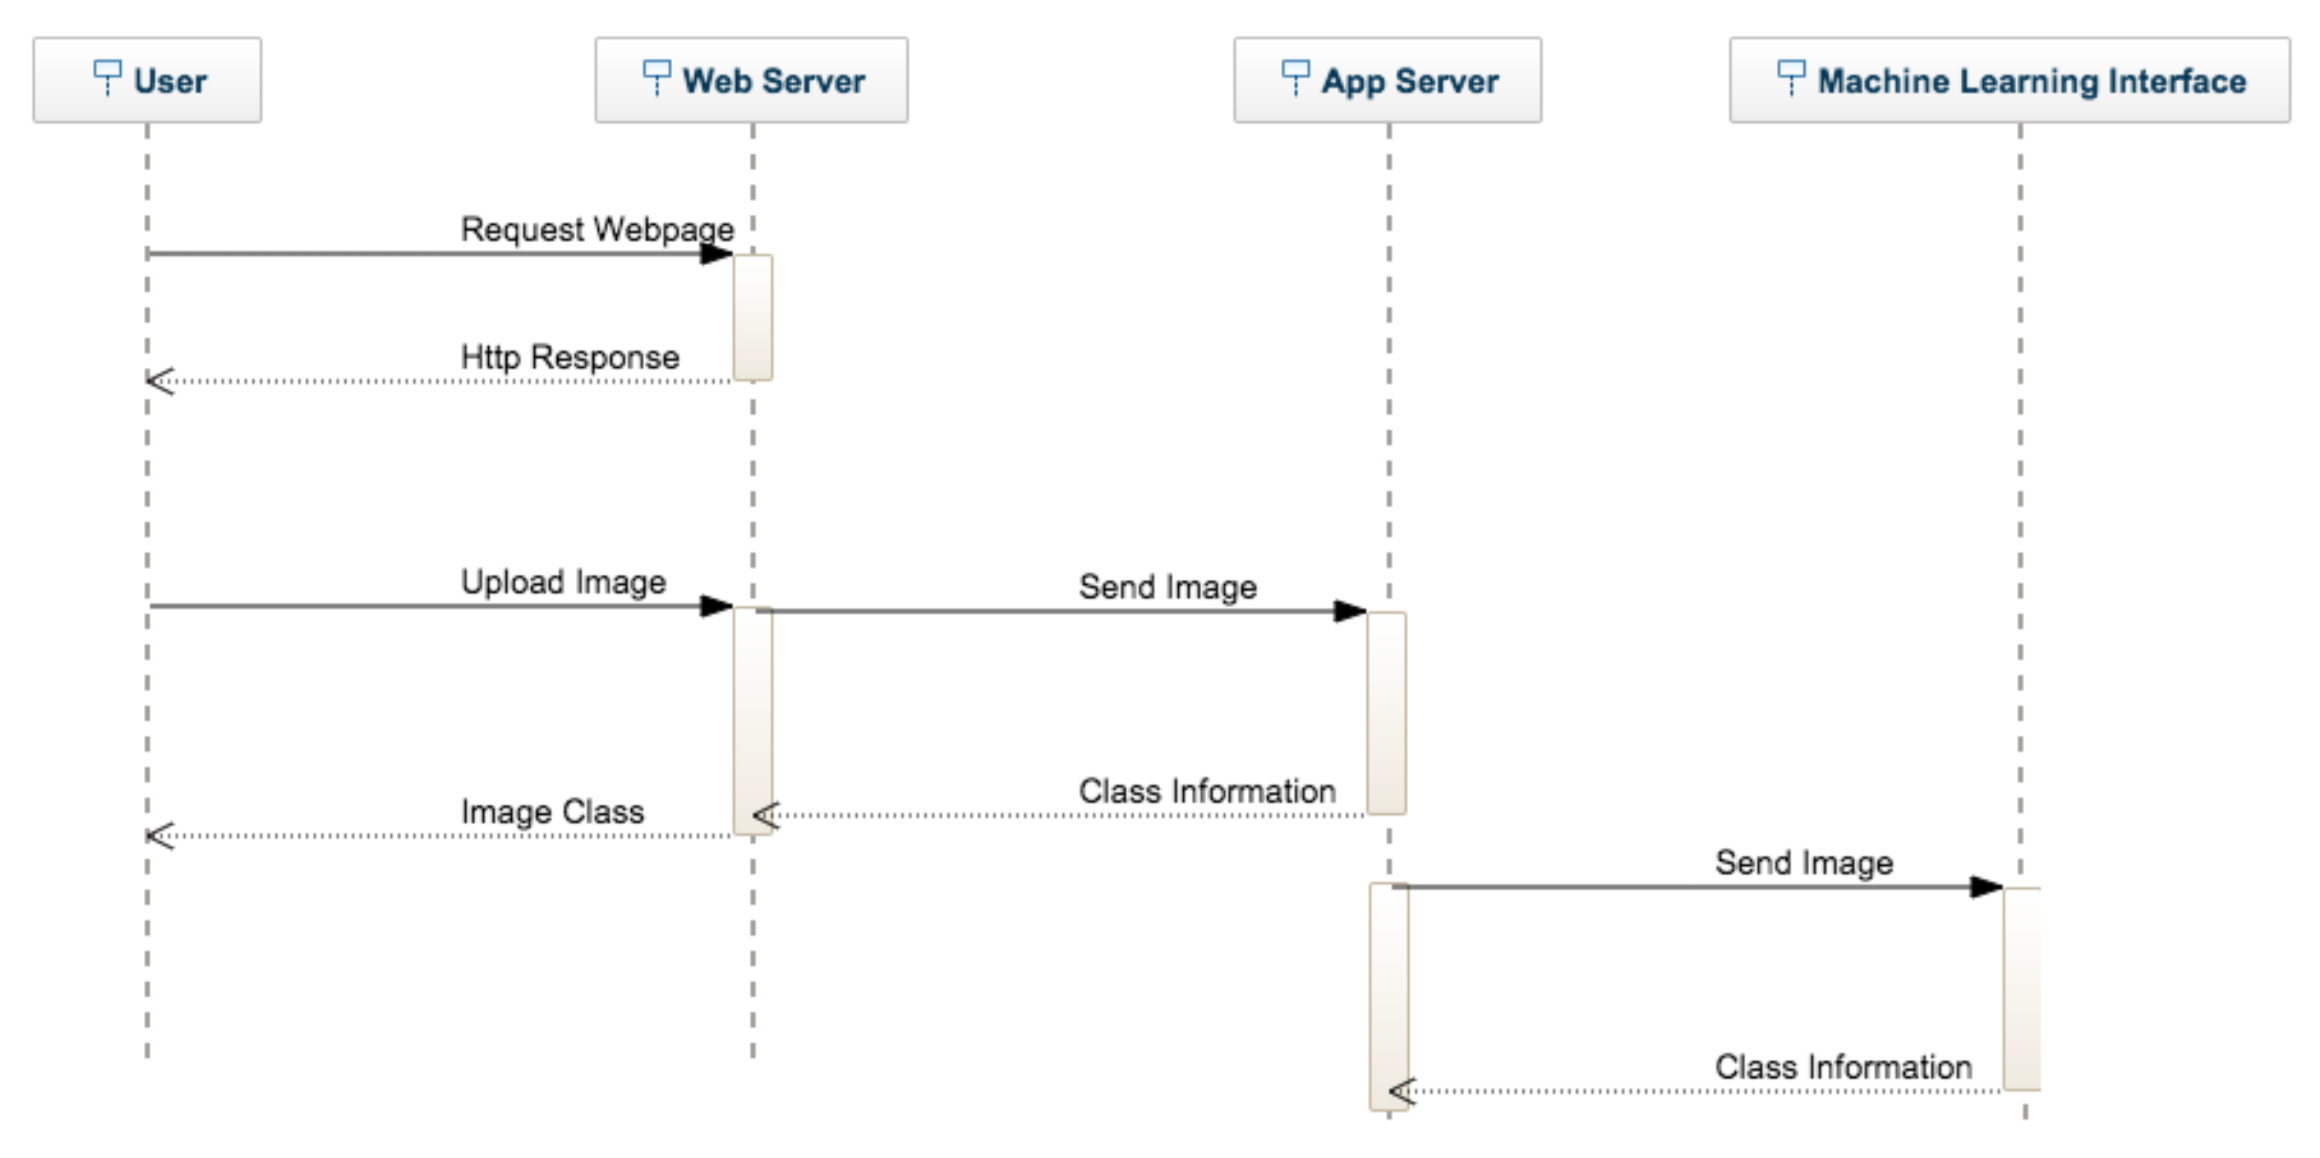 User
Web Server
App Server
Machine Learning Interface
Request Webpage
Http Response
Upload Image
Send Image
Class Information
Image Class
Send Image
Class Information